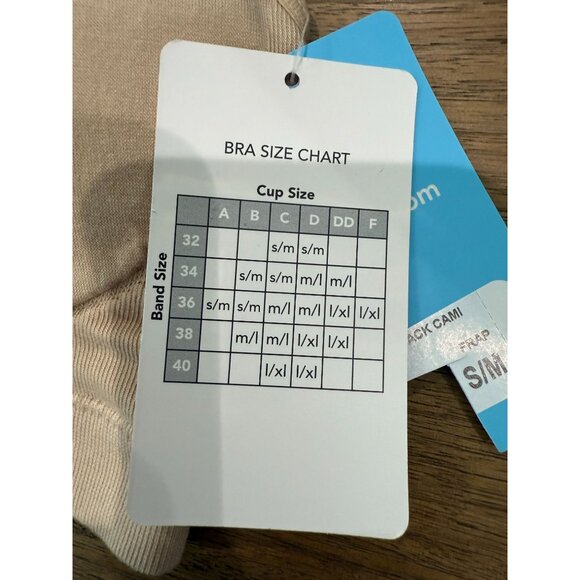 BRA SIZE CHART
Cup Size
Band Size
A B C D DD F
32 s/m s/m
34 s/m s/m m/l m/l
36 s/m s/m m/l m/l l/xl l/xl
38 m/l m/l l/xl l/xl
40 l/xl l/xl
om
ACK CAMI
FRAP
S/M